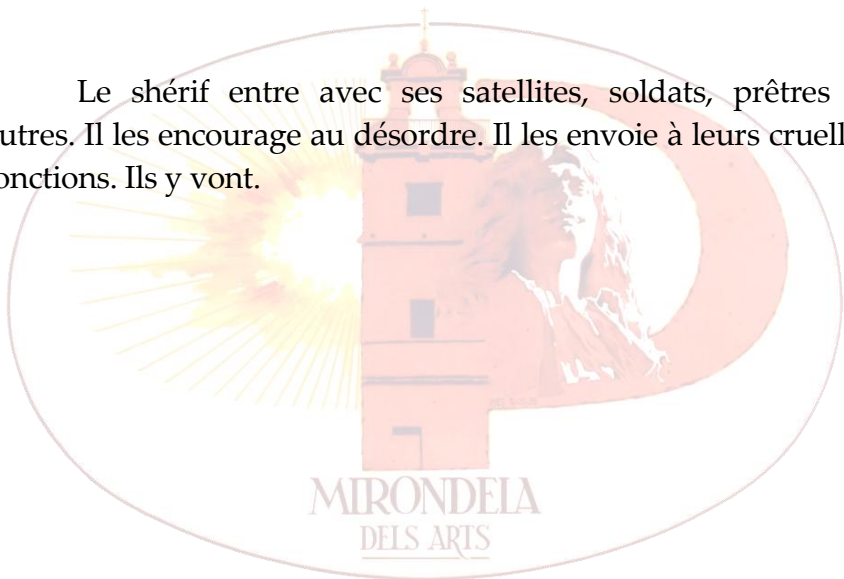 Le shérif entre avec ses satellites, soldats, prêtres
utres. Il les encourage au désordre. Il les envoie à leurs cruell
onctions. Ils y vont.
MIRONDELA
DELS ARTS